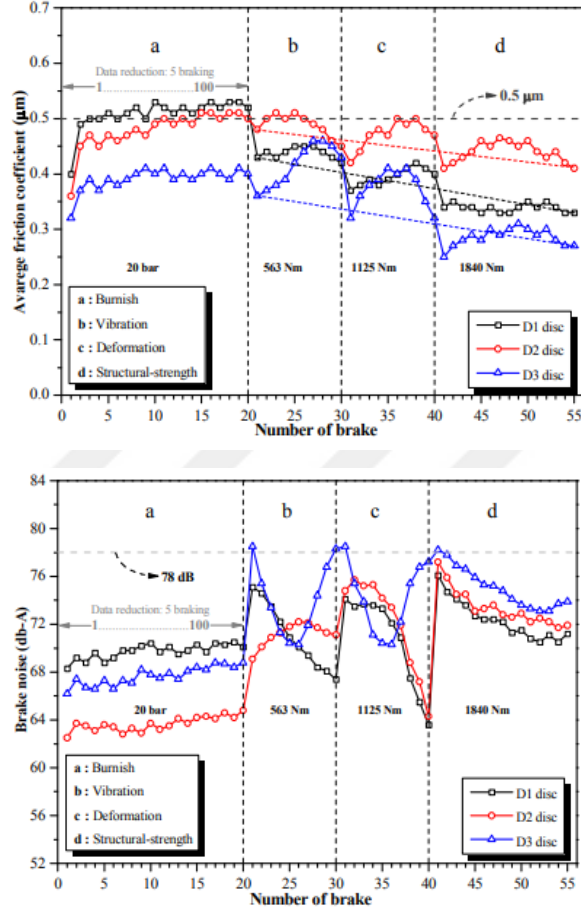 0.7
0.6
0.5
0.4
0.3
0.2
0.1
0.0
Avarege friction coefficient (µm)
a b c d
Data reduction: 5 braking
1 100
0.5 µm
20 bar 563 Nm 1125 Nm 1840 Nm
a : Burnish
b : Vibration
c : Deformation
d : Structural-strength
D1 disc
D2 disc
D3 disc
0 5 10 15 20 25 30 35 40 45 50 55
Number of brake
84
80
76
72
68
64
60
56
52
Brake noise (db-A)
a b c d
78 dB
Data reduction: 5 braking
1 100
20 bar 563 Nm 1125 Nm 1840 Nm
a : Burnish
b : Vibration
c : Deformation
d : Structural-strength
D1 disc
D2 disc
D3 disc
0 5 10 15 20 25 30 35 40 45 50 55
Number of brake